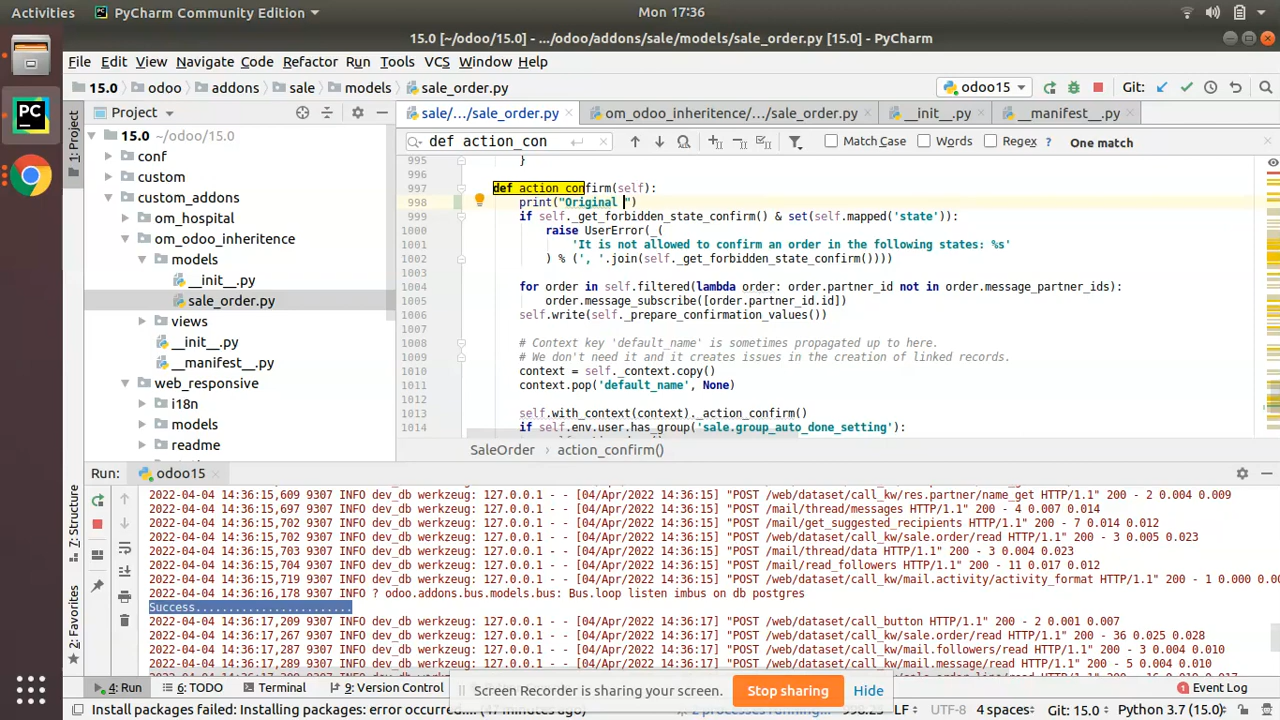 Activities PyCharm Community Edition Mon 17:36
15.0 [~/odoo/15.0] - .../odoo/addons/sale/models/sale_order.py [15.0] - PyCharm
File Edit View Navigate Code Refactor Run Tools VCS Window Help
15.0 odoo addons sale models sale_order.py odoo15 Git:
Project sale/.../sale_order.py om_odoo_inheritence/.../sale_order.py __init__.py __manifest__.py
1: Project
15.0 ~/odoo/15.0
conf
custom
custom_addons
om_hospital
om_odoo_inheritence
models
__init__.py
sale_order.py
views
__init__.py
__manifest__.py
web_responsive
i18n
models
readme
def action_con Match Case Words Regex ? One match
995 }
996
997 def action_confirm(self):
998 print("Original ")
999 if self._get_forbidden_state_confirm() & set(self.mapped('state')):
1000 raise UserError(_(
1001 'It is not allowed to confirm an order in the following states: %s'
1002 ) % (', '.join(self._get_forbidden_state_confirm())))
1003
1004 for order in self.filtered(lambda order: order.partner_id not in order.message_partner_ids):
1005 order.message_subscribe([order.partner_id.id])
1006 self.write(self._prepare_confirmation_values())
1007
1008 # Context key 'default_name' is sometimes propagated up to here.
1009 # We don't need it and it creates issues in the creation of linked records.
1010 context = self._context.copy()
1011 context.pop('default_name', None)
1012
1013 self.with_context(context)._action_confirm()
1014 if self.env.user.has_group('sale.group_auto_done_setting'):
SaleOrder action_confirm()
Run: odoo15
7: Structure
2: Favorites
2022-04-04 14:36:15,609 9307 INFO dev_db werkzeug: 127.0.0.1 - - [04/Apr/2022 14:36:15] "POST /web/dataset/call_kw/res.partner/name_get HTTP/1.1" 200 - 2 0.004 0.009
2022-04-04 14:36:15,697 9307 INFO dev_db werkzeug: 127.0.0.1 - - [04/Apr/2022 14:36:15] "POST /mail/thread/messages HTTP/1.1" 200 - 4 0.007 0.014
2022-04-04 14:36:15,702 9307 INFO dev_db werkzeug: 127.0.0.1 - - [04/Apr/2022 14:36:15] "POST /mail/get_suggested_recipients HTTP/1.1" 200 - 7 0.014 0.012
2022-04-04 14:36:15,702 9307 INFO dev_db werkzeug: 127.0.0.1 - - [04/Apr/2022 14:36:15] "POST /web/dataset/call_kw/sale.order/read HTTP/1.1" 200 - 3 0.005 0.023
2022-04-04 14:36:15,703 9307 INFO dev_db werkzeug: 127.0.0.1 - - [04/Apr/2022 14:36:15] "POST /mail/thread/data HTTP/1.1" 200 - 3 0.004 0.023
2022-04-04 14:36:15,704 9307 INFO dev_db werkzeug: 127.0.0.1 - - [04/Apr/2022 14:36:15] "POST /mail/read_followers HTTP/1.1" 200 - 11 0.017 0.012
2022-04-04 14:36:15,719 9307 INFO dev_db werkzeug: 127.0.0.1 - - [04/Apr/2022 14:36:15] "POST /web/dataset/call_kw/mail.activity/activity_format HTTP/1.1" 200 - 1 0.000 0.0
2022-04-04 14:36:16,178 9307 INFO ? odoo.addons.bus.models.bus: Bus.loop listen imbus on db postgres
Success........................
2022-04-04 14:36:17,209 9307 INFO dev_db werkzeug: 127.0.0.1 - - [04/Apr/2022 14:36:17] "POST /web/dataset/call_button HTTP/1.1" 200 - 2 0.001 0.007
2022-04-04 14:36:17,267 9307 INFO dev_db werkzeug: 127.0.0.1 - - [04/Apr/2022 14:36:17] "POST /web/dataset/call_kw/sale.order/read HTTP/1.1" 200 - 36 0.025 0.028
2022-04-04 14:36:17,287 9307 INFO dev_db werkzeug: 127.0.0.1 - - [04/Apr/2022 14:36:17] "POST /web/dataset/call_kw/mail.followers/read HTTP/1.1" 200 - 3 0.004 0.010
2022-04-04 14:36:17,289 9307 INFO dev_db werkzeug: 127.0.0.1 - - [04/Apr/2022 14:36:17] "POST /web/dataset/call_kw/mail.message/read HTTP/1.1" 200 - 5 0.004 0.010
4: Run 6: TODO Terminal 9: Version Control Event Log
Screen Recorder is sharing your screen. Stop sharing Hide
Install packages failed: Installing packages: error occurred.... (47 minutes ago) 2 processes running... 998:25 LF UTF-8 4 spaces Git: 15.0 Python 3.7 (15.0)